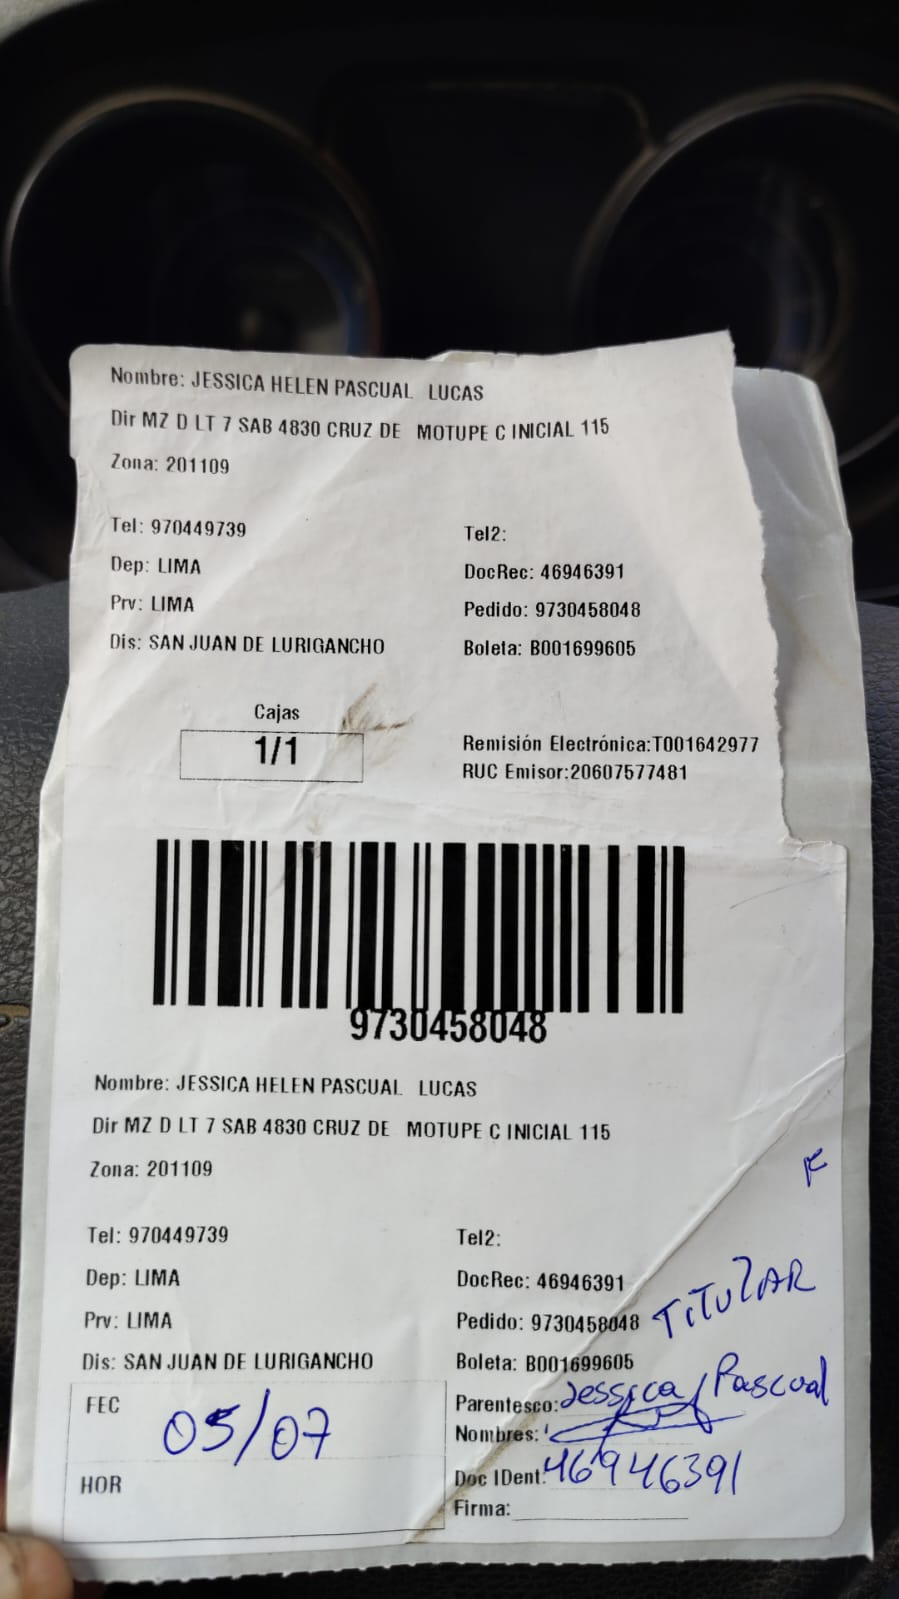 Nombre: JESSICA HELEN PASCUAL LUCAS
Dir MZ D LT 7 SAB 4830 CRUZ DE MOTUPE C INICIAL 115
Zona: 201109
Tel: 970449739 Tel2:
Dep: LIMA DocRec: 46946391
Prv: LIMA Pedido: 9730458048
Dis: SAN JUAN DE LURIGANCHO Boleta: B001699605
Cajas
1/1
Remisión Electrónica:T001642977
RUC Emisor:20607577481
9730458048
Nombre: JESSICA HELEN PASCUAL LUCAS
Dir MZ D LT 7 SAB 4830 CRUZ DE MOTUPE C INICIAL 115
Zona: 201109
Tel: 970449739 Tel2:
Dep: LIMA DocRec: 46946391
Prv: LIMA Pedido: 9730458048 TITULAR
Dis: SAN JUAN DE LURIGANCHO Boleta: B001699605
FEC 05/07 Parentesco: Jessica Pascual
Nombres:
HOR Doc IDent: 46946391
Firma: